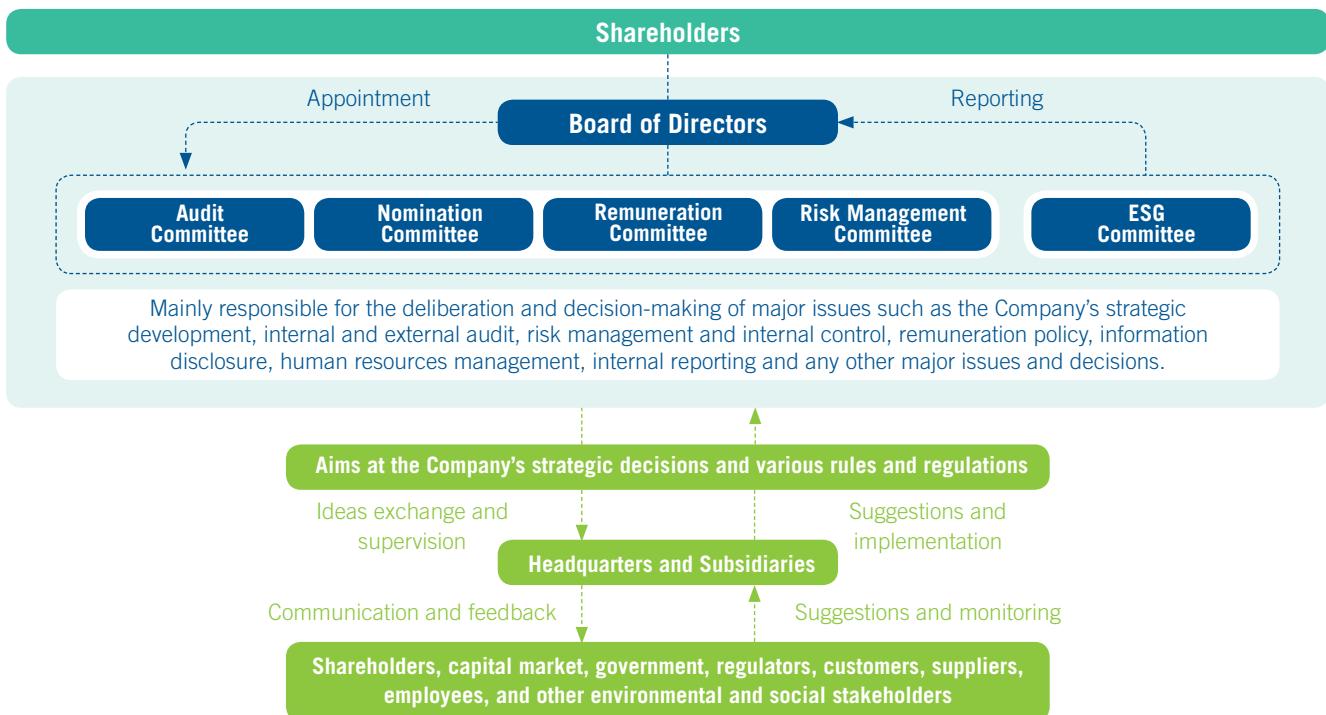 Shareholders
Appointment
Reporting
Board of Directors
Audit
Committee
Nomination
Committee
Remuneration
Committee
Risk Management
Committee
ESG
Committee
Mainly responsible for the deliberation and decision-making of major issues such as the Company’s strategic
development, internal and external audit, risk management and internal control, remuneration policy, information
disclosure, human resources management, internal reporting and any other major issues and decisions.
Aims at the Company’s strategic decisions and various rules and regulations
Ideas exchange and
supervision
Suggestions and
implementation
Headquarters and Subsidiaries
Communication and feedback
Suggestions and monitoring
Shareholders, capital market, government, regulators, customers, suppliers,
employees, and other environmental and social stakeholders